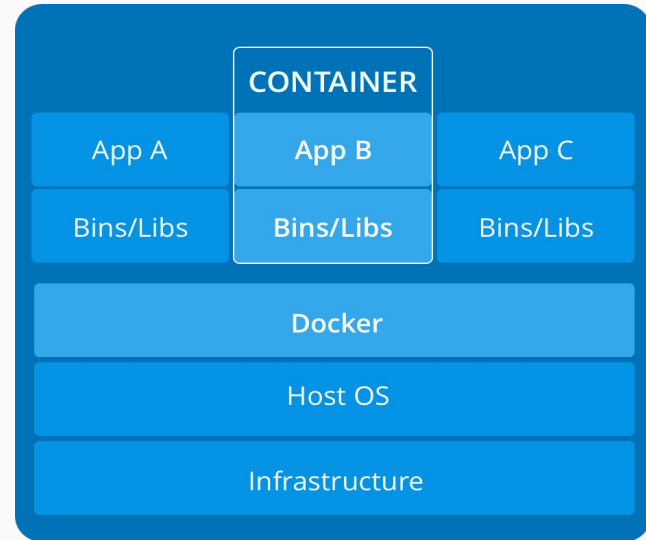 CONTAINER
App A
App B
App C
Bins/Libs
Bins/Libs
Bins/Libs
Docker
Host OS
Infrastructure